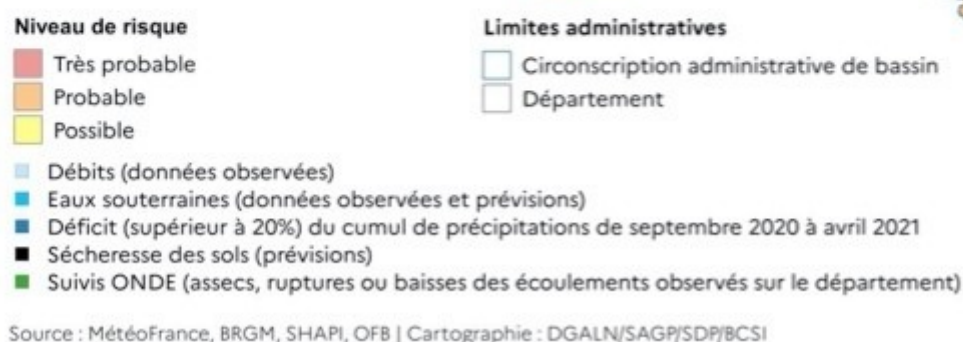 Niveau de risque
Très probable
Probable
Possible
Limites administratives
Circonscription administrative de bassin
Département
Débits (données observées)
Eaux souterraines (données observées et prévisions)
Déficit (supérieur à 20%) du cumul de précipitations de septembre 2020 à avril 2021
Sécheresse des sols (prévisions)
Suivis ONDE (assecs, ruptures ou baisses des écoulements observés sur le département)
Source : MétéoFrance, BRGM, SHAPI, OFB | Cartographie : DGALN/SAGP/SDP/BCSI